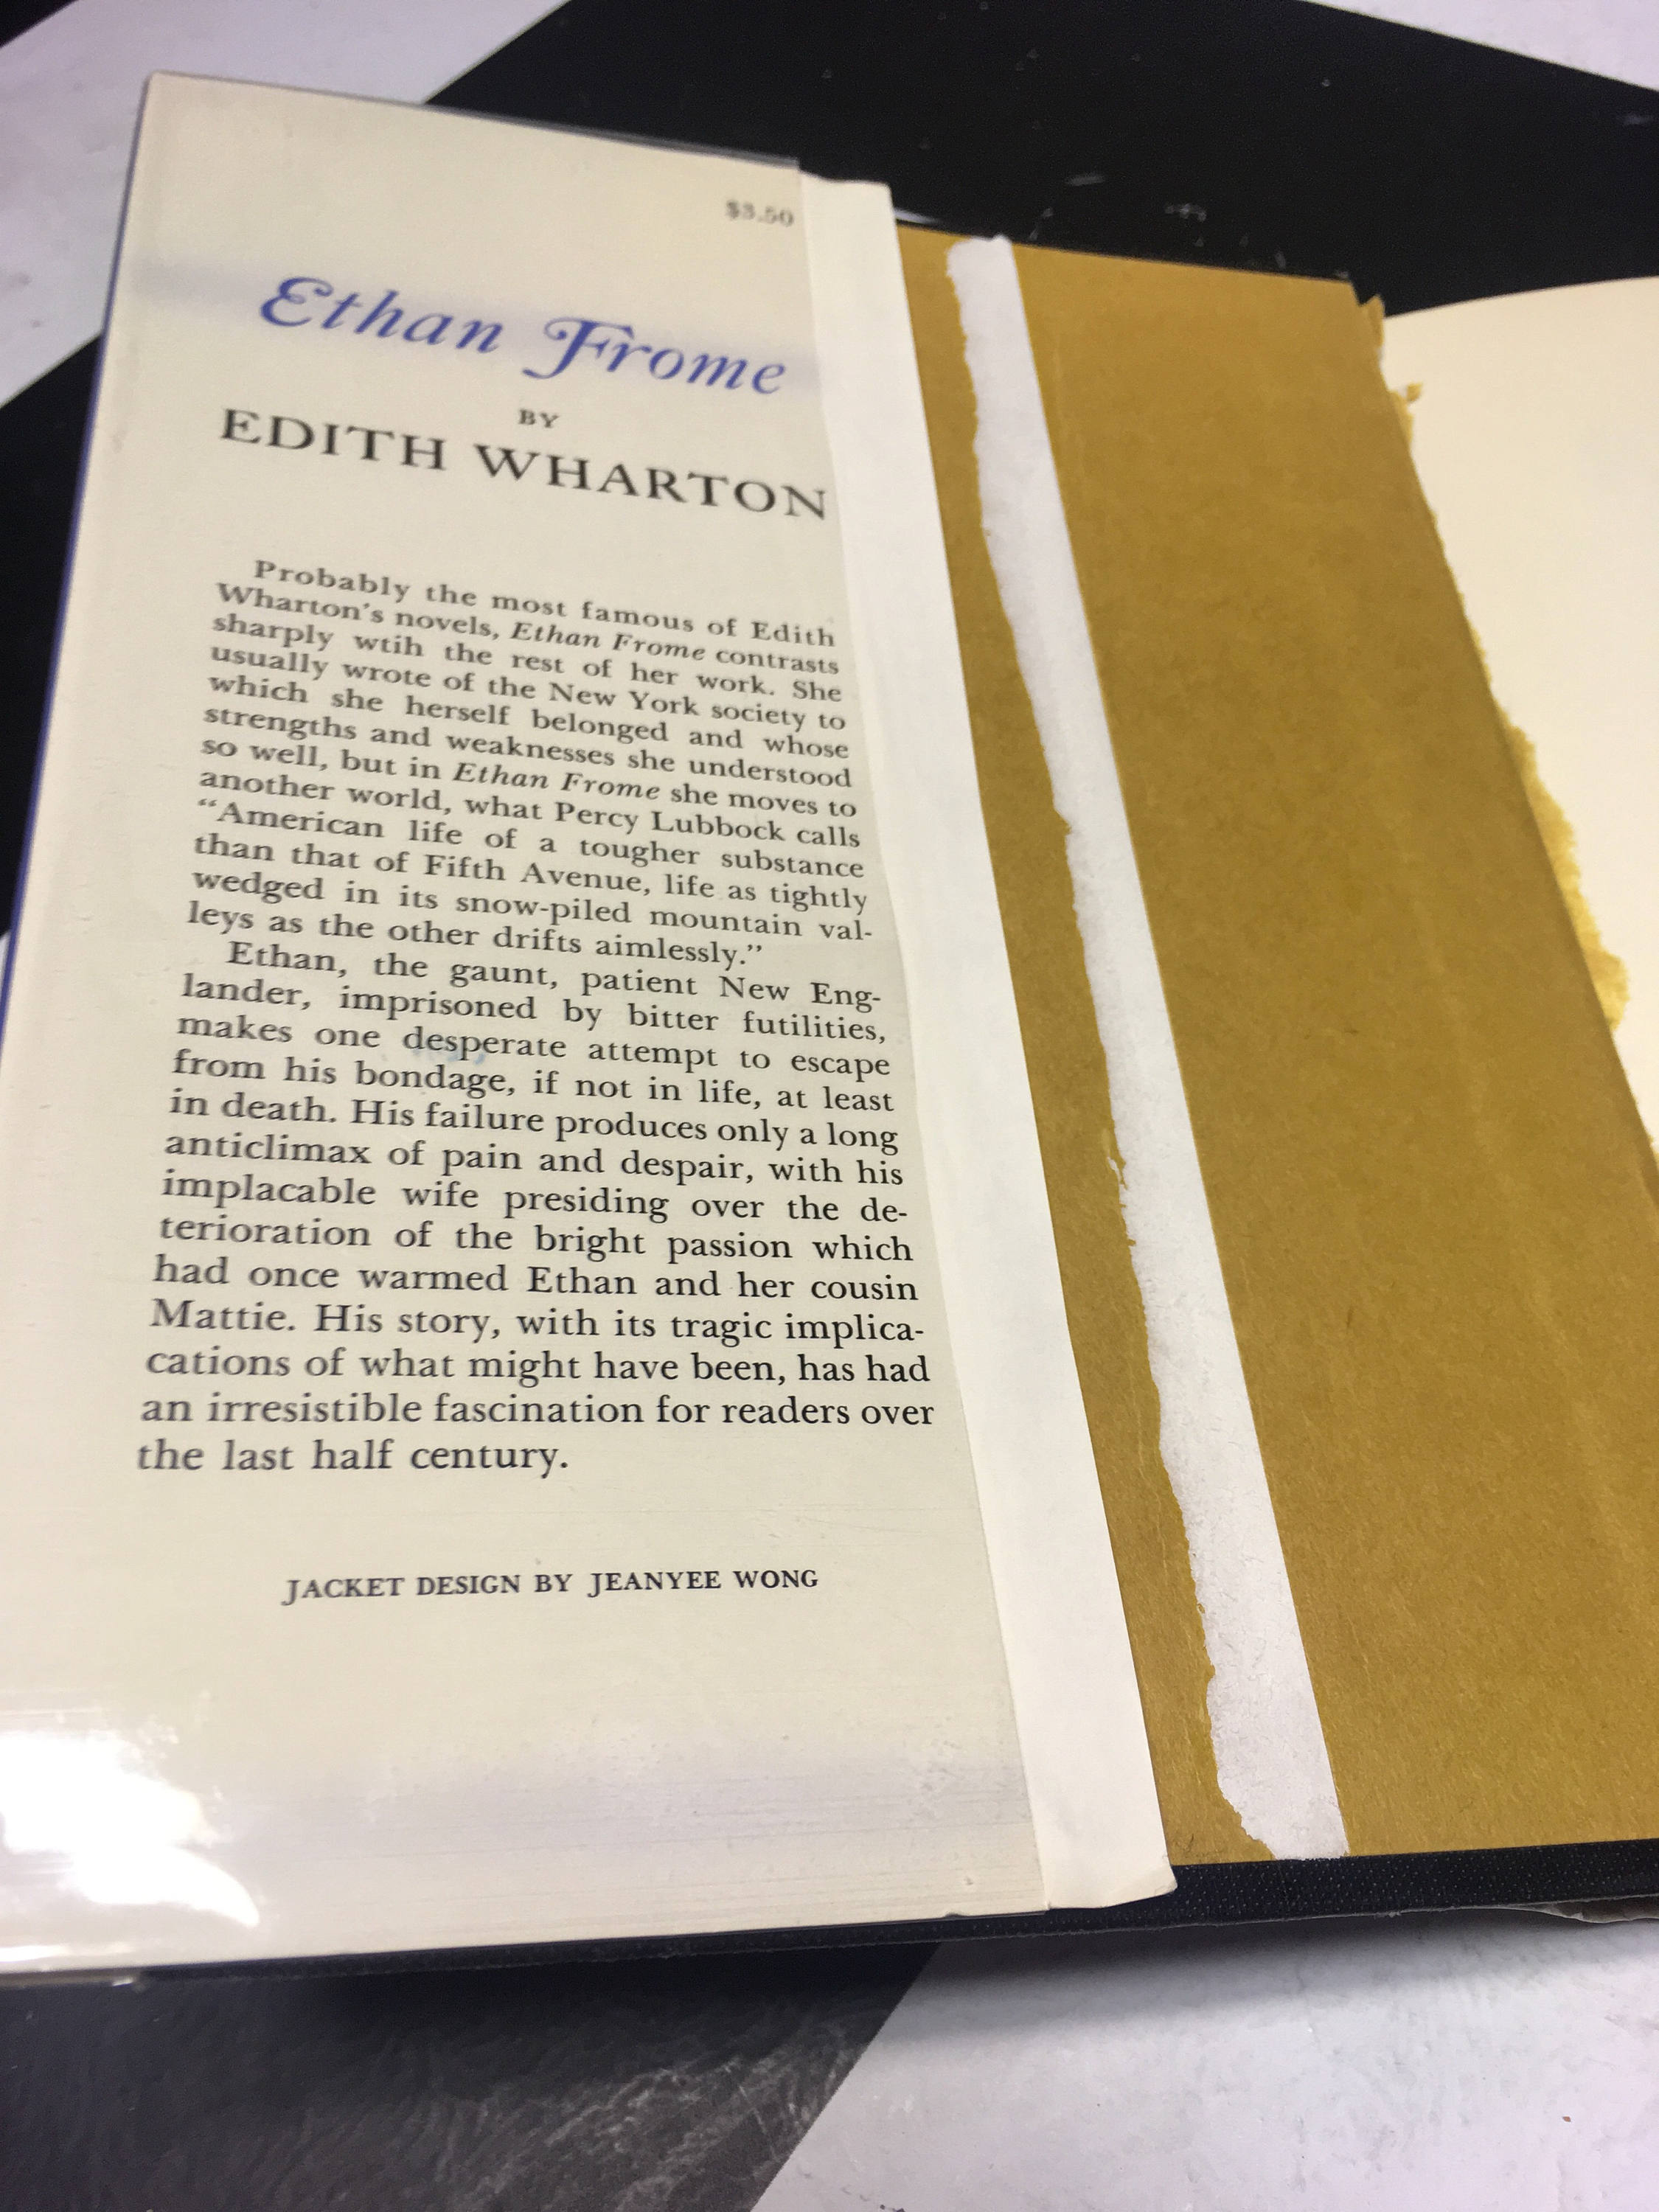 $3.50
Ethan Frome
BY
EDITH WHARTON
Probably the most famous of Edith
Wharton's novels, Ethan Frome contrasts
sharply wtih the rest of her work. She
usually wrote of the New York society to
which she herself belonged and whose
strengths and weaknesses she understood
so well, but in Ethan Frome she moves to
another world, what Percy Lubbock calls
“American life of a tougher substance
than that of Fifth Avenue, life as tightly
wedged in its snow-piled mountain val-
leys as the other drifts aimlessly.”
Ethan, the gaunt, patient New Eng-
lander, imprisoned by bitter futilities,
makes one desperate attempt to escape
from his bondage, if not in life, at least
in death. His failure produces only a long
anticlimax of pain and despair, with his
implacable wife presiding over the de-
terioration of the bright passion which
had once warmed Ethan and her cousin
Mattie. His story, with its tragic implica-
cations of what might have been, has had
an irresistible fascination for readers over
the last half century.
JACKET DESIGN BY JEANYEE WONG